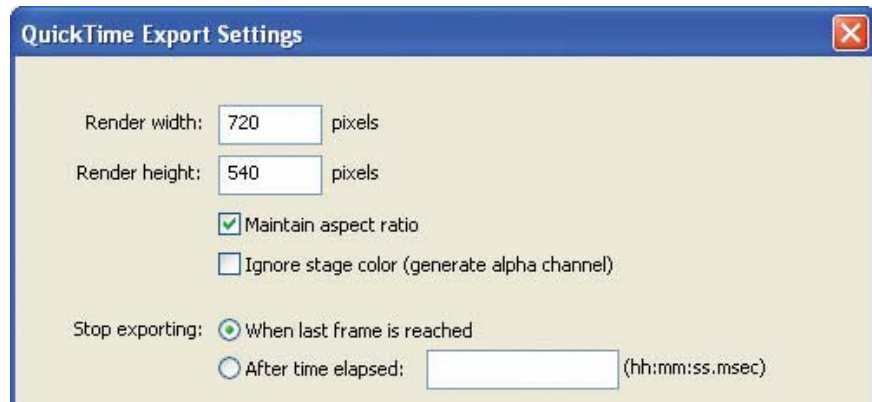 QuickTime Export Settings
Render width: 720 pixels
Render height: 540 pixels
Maintain aspect ratio
Ignore stage color (generate alpha channel)
Stop exporting: When last frame is reached
After time elapsed: (hh:mm:ss.msec)